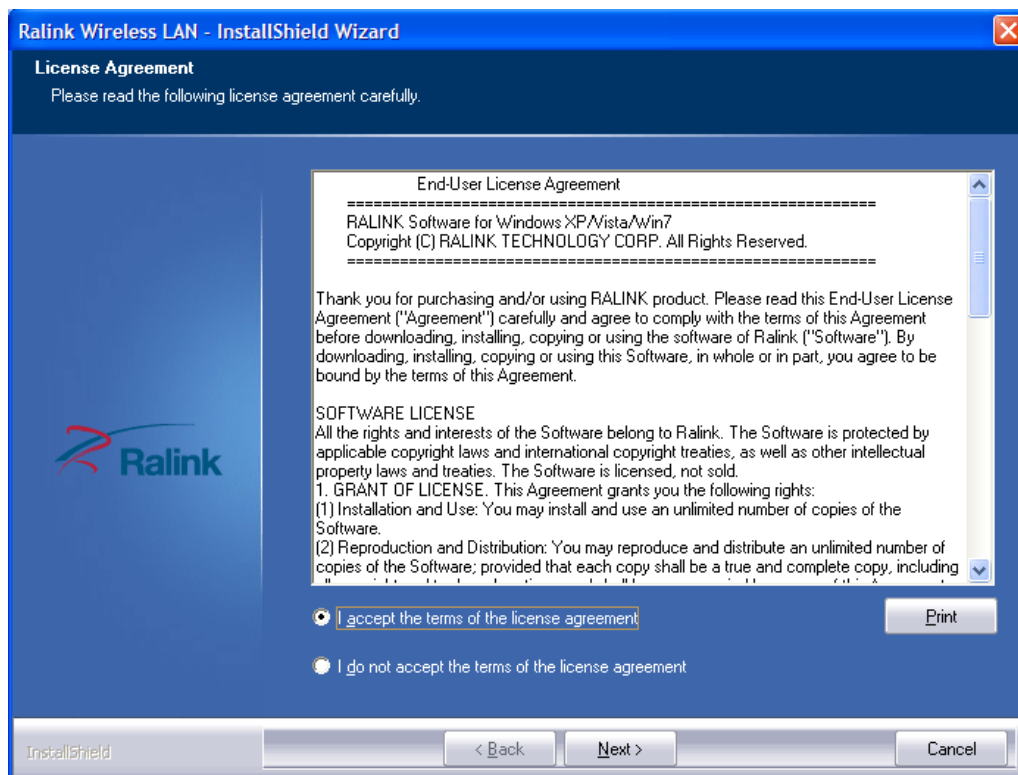 Ralink Wireless LAN - InstallShield Wizard
License Agreement
Please read the following license agreement carefully.
End-User License Agreement
===========================================================
RALINK Software for Windows XP/Vista/Win7
Copyright (C) RALINK TECHNOLOGY CORP. All Rights Reserved.
===========================================================
Thank you for purchasing and/or using RALINK product. Please read this End-User License
Agreement ("Agreement") carefully and agree to comply with the terms of this Agreement
before downloading, installing, copying or using the software of Ralink ("Software"). By
downloading, installing, copying or using this Software, in whole or in part, you agree to be
bound by the terms of this Agreement.
SOFTWARE LICENSE
All the rights and interests of the Software belong to Ralink. The Software is protected by
applicable copyright laws and international copyright treaties, as well as other intellectual
property laws and treaties. The Software is licensed, not sold.
1. GRANT OF LICENSE. This Agreement grants you the following rights:
(1) Installation and Use: You may install and use an unlimited number of copies of the
Software.
(2) Reproduction and Distribution: You may reproduce and distribute an unlimited number of
copies of the Software; provided that each copy shall be a true and complete copy, including
Ralink
I accept the terms of the license agreement
Print
I do not accept the terms of the license agreement
InstallShield
< Back
Next >
Cancel